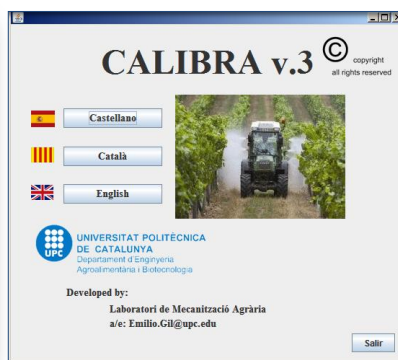 CALIBRA v.3 © copyright
all rights reserved
Castellano
Català
English
UPC
UNIVERSITAT POLITÈCNICA
DE CATALUNYA
Departament d'Enginyeria
Agroalimentària i Biotecnologia
Developed by:
Laboratori de Mecanització Agrària
a/e: Emilio.Gil@upc.edu
Salir